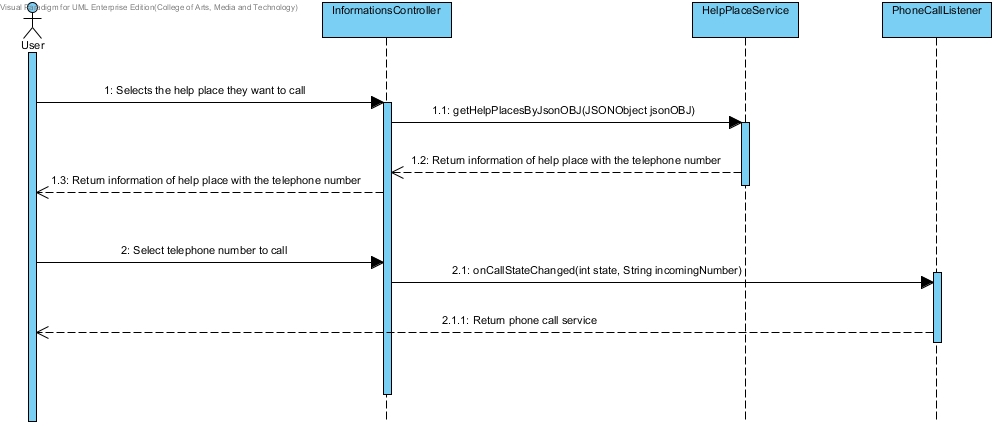 Visual Paradigm for UML Enterprise Edition(College of Arts, Media and Technology)
InformationsController
HelpPlaceService
PhoneCallListener
User
1: Selects the help place they want to call
1.1: getHelpPlacesByJsonOBJ(JSONObject jsonOBJ)
1.2: Return information of help place with the telephone number
1.3: Return information of help place with the telephone number
2: Select telephone number to call
2.1: onCallStateChanged(int state, String incomingNumber)
2.1.1: Return phone call service